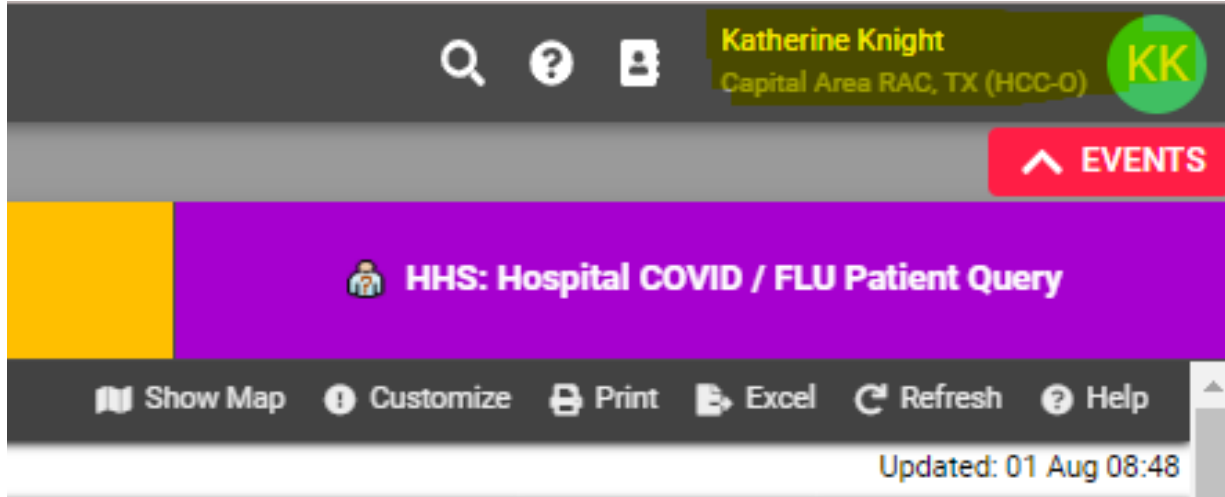 Katherine Knight
Capital Area RAC, TX (HCC-O)
KK
EVENTS
HHS: Hospital COVID / FLU Patient Query
Show Map Customize Print Excel Refresh Help
Updated: 01 Aug 08:48